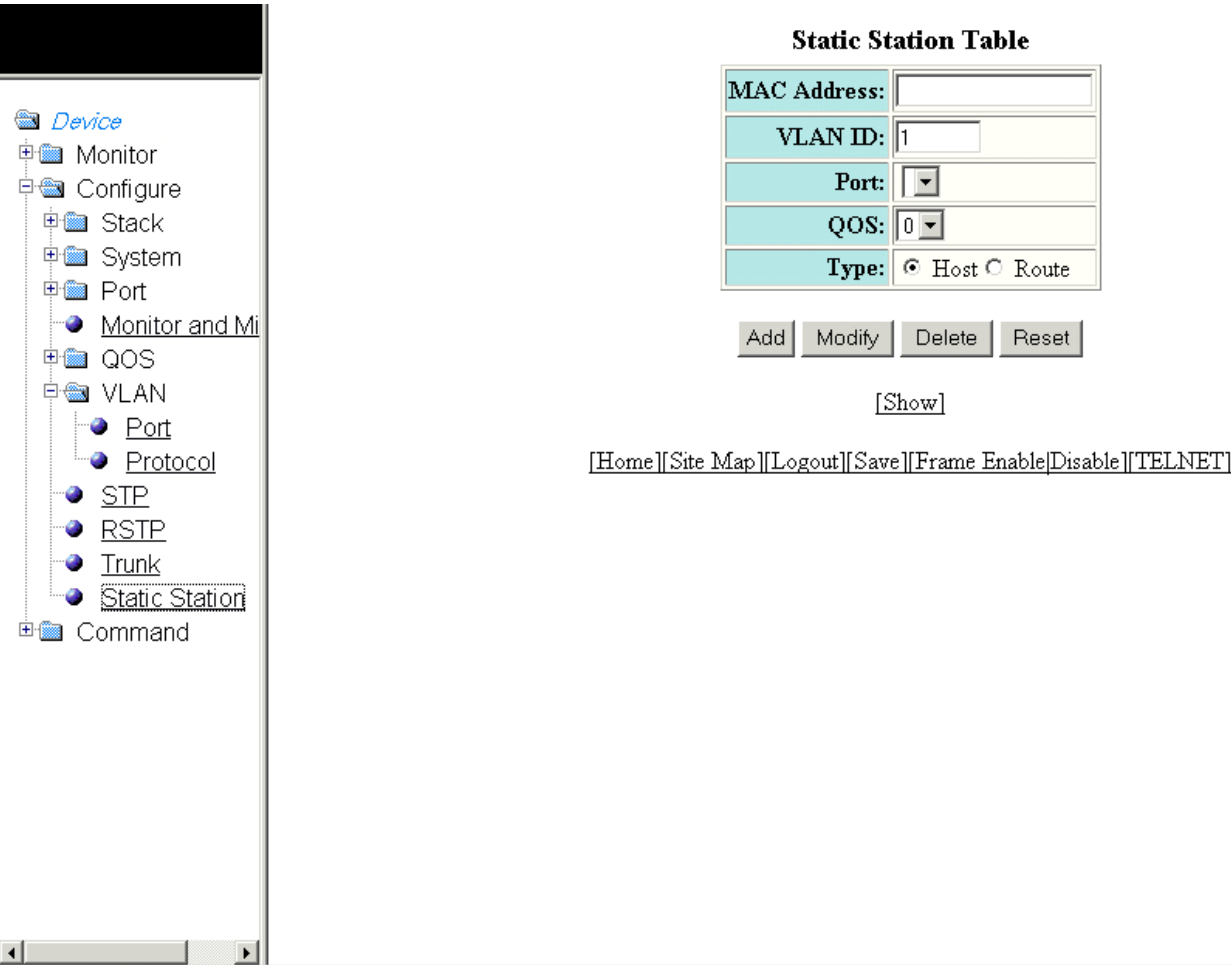 Device
Monitor
Configure
Stack
System
Port
Monitor and Mi
QOS
VLAN
Port
Protocol
STP
RSTP
Trunk
Static Station
Command
Static Station Table
MAC Address:
VLAN ID: 1
Port:
QOS: 0
Type: Host Route
Add Modify Delete Reset
[Show]
[Home][Site Map][Logout][Save][Frame Enable|Disable][TELNET]